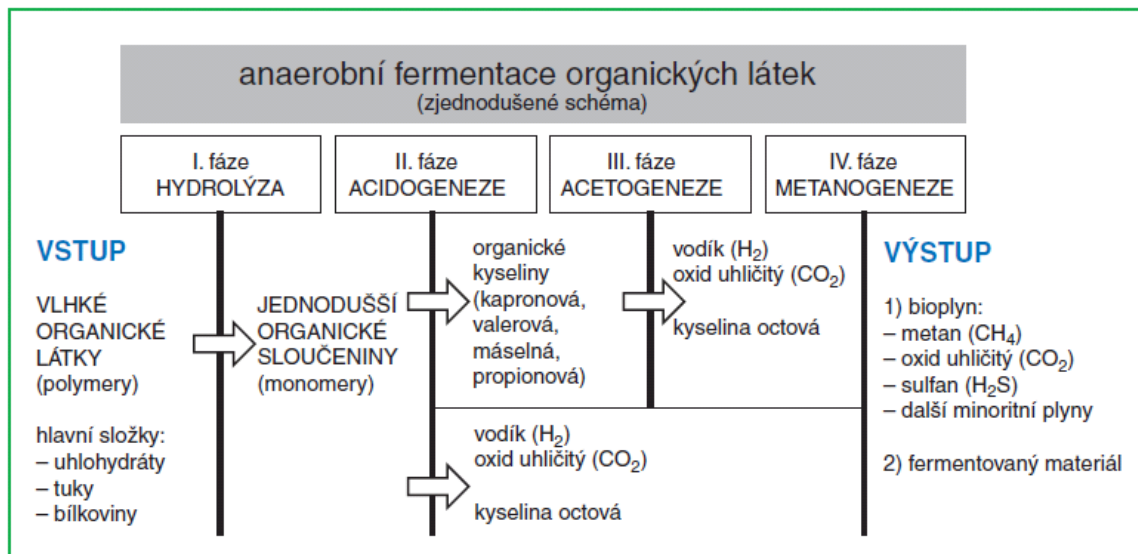 anaerobní fermentace organických látek
(zjednodušené schéma)
I. fáze
HYDROLÝZA
II. fáze
ACIDOGENEZE
III. fáze
ACETOGENEZE
IV. fáze
METANOGENEZE
VSTUP
VLHKÉ
ORGANICKÉ
LÁTKY
(polymery)
hlavní složky:
– uhlohydráty
– tuky
– bílkoviny
JEDNODUŠŠÍ
ORGANICKÉ
SLOUČENINY
(monomery)
organické
kyseliny
(kapronová,
valerová,
máselná,
propionová)
vodík (H₂)
oxid uhličitý (CO₂)
kyselina octová
vodík (H₂)
oxid uhličitý (CO₂)
kyselina octová
VÝSTUP
1) bioplyn:
– metan (CH₄)
– oxid uhličitý (CO₂)
– sulfan (H₂S)
– další minoritní plyny
2) fermentovaný materiál